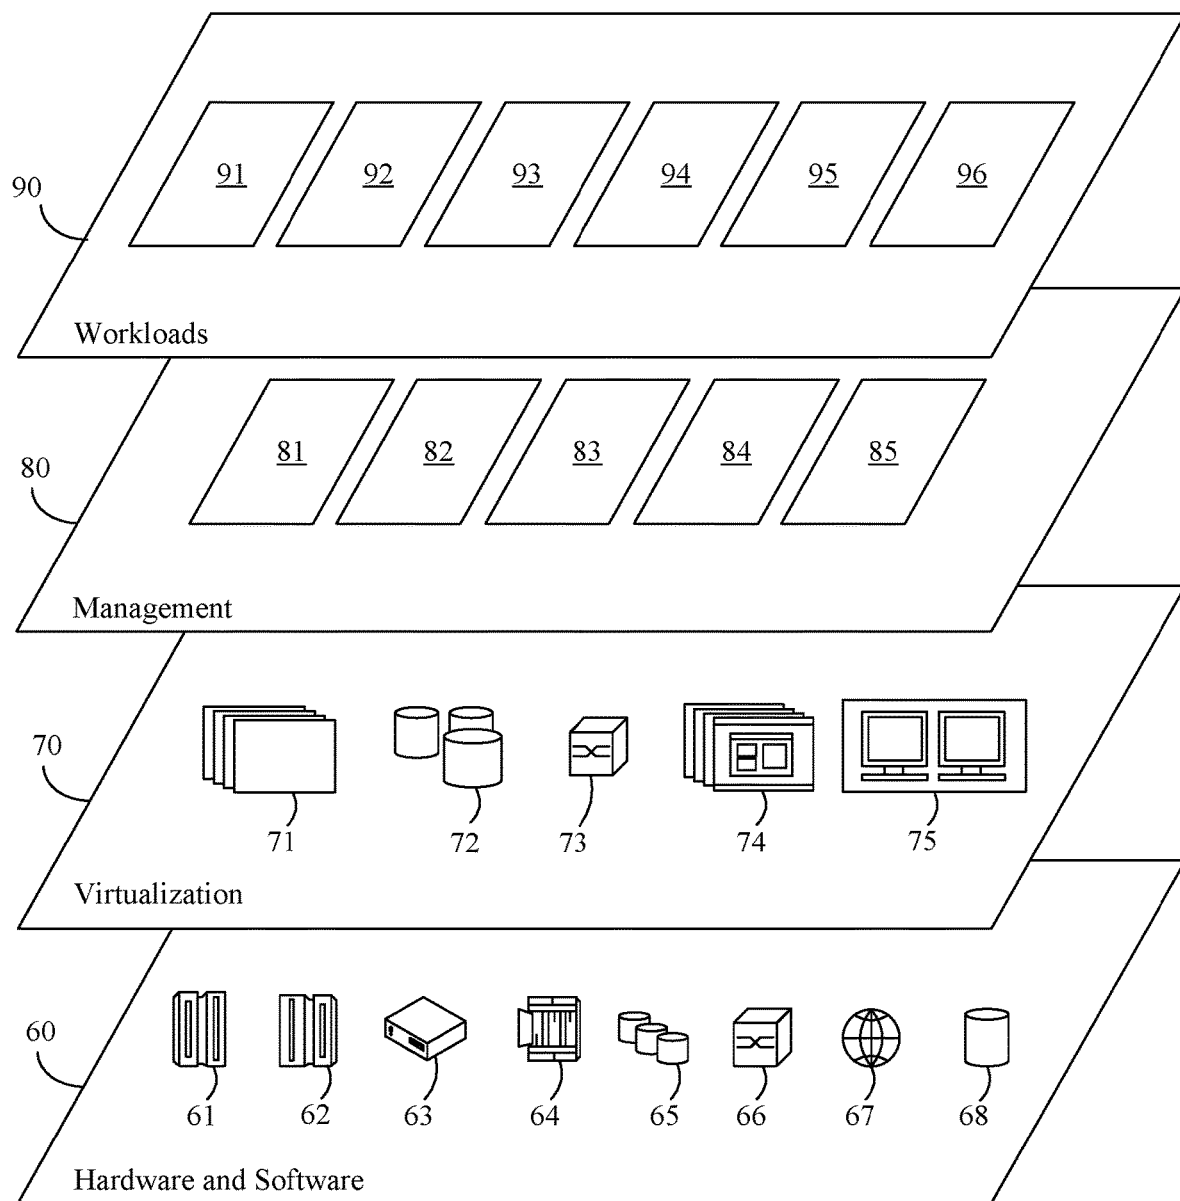 91 92 93 94 95 96
90
Workloads
81 82 83 84 85
80
Management
70
71 72 73 74 75
Virtualization
60
61 62 63 64 65 66 67 68
Hardware and Software